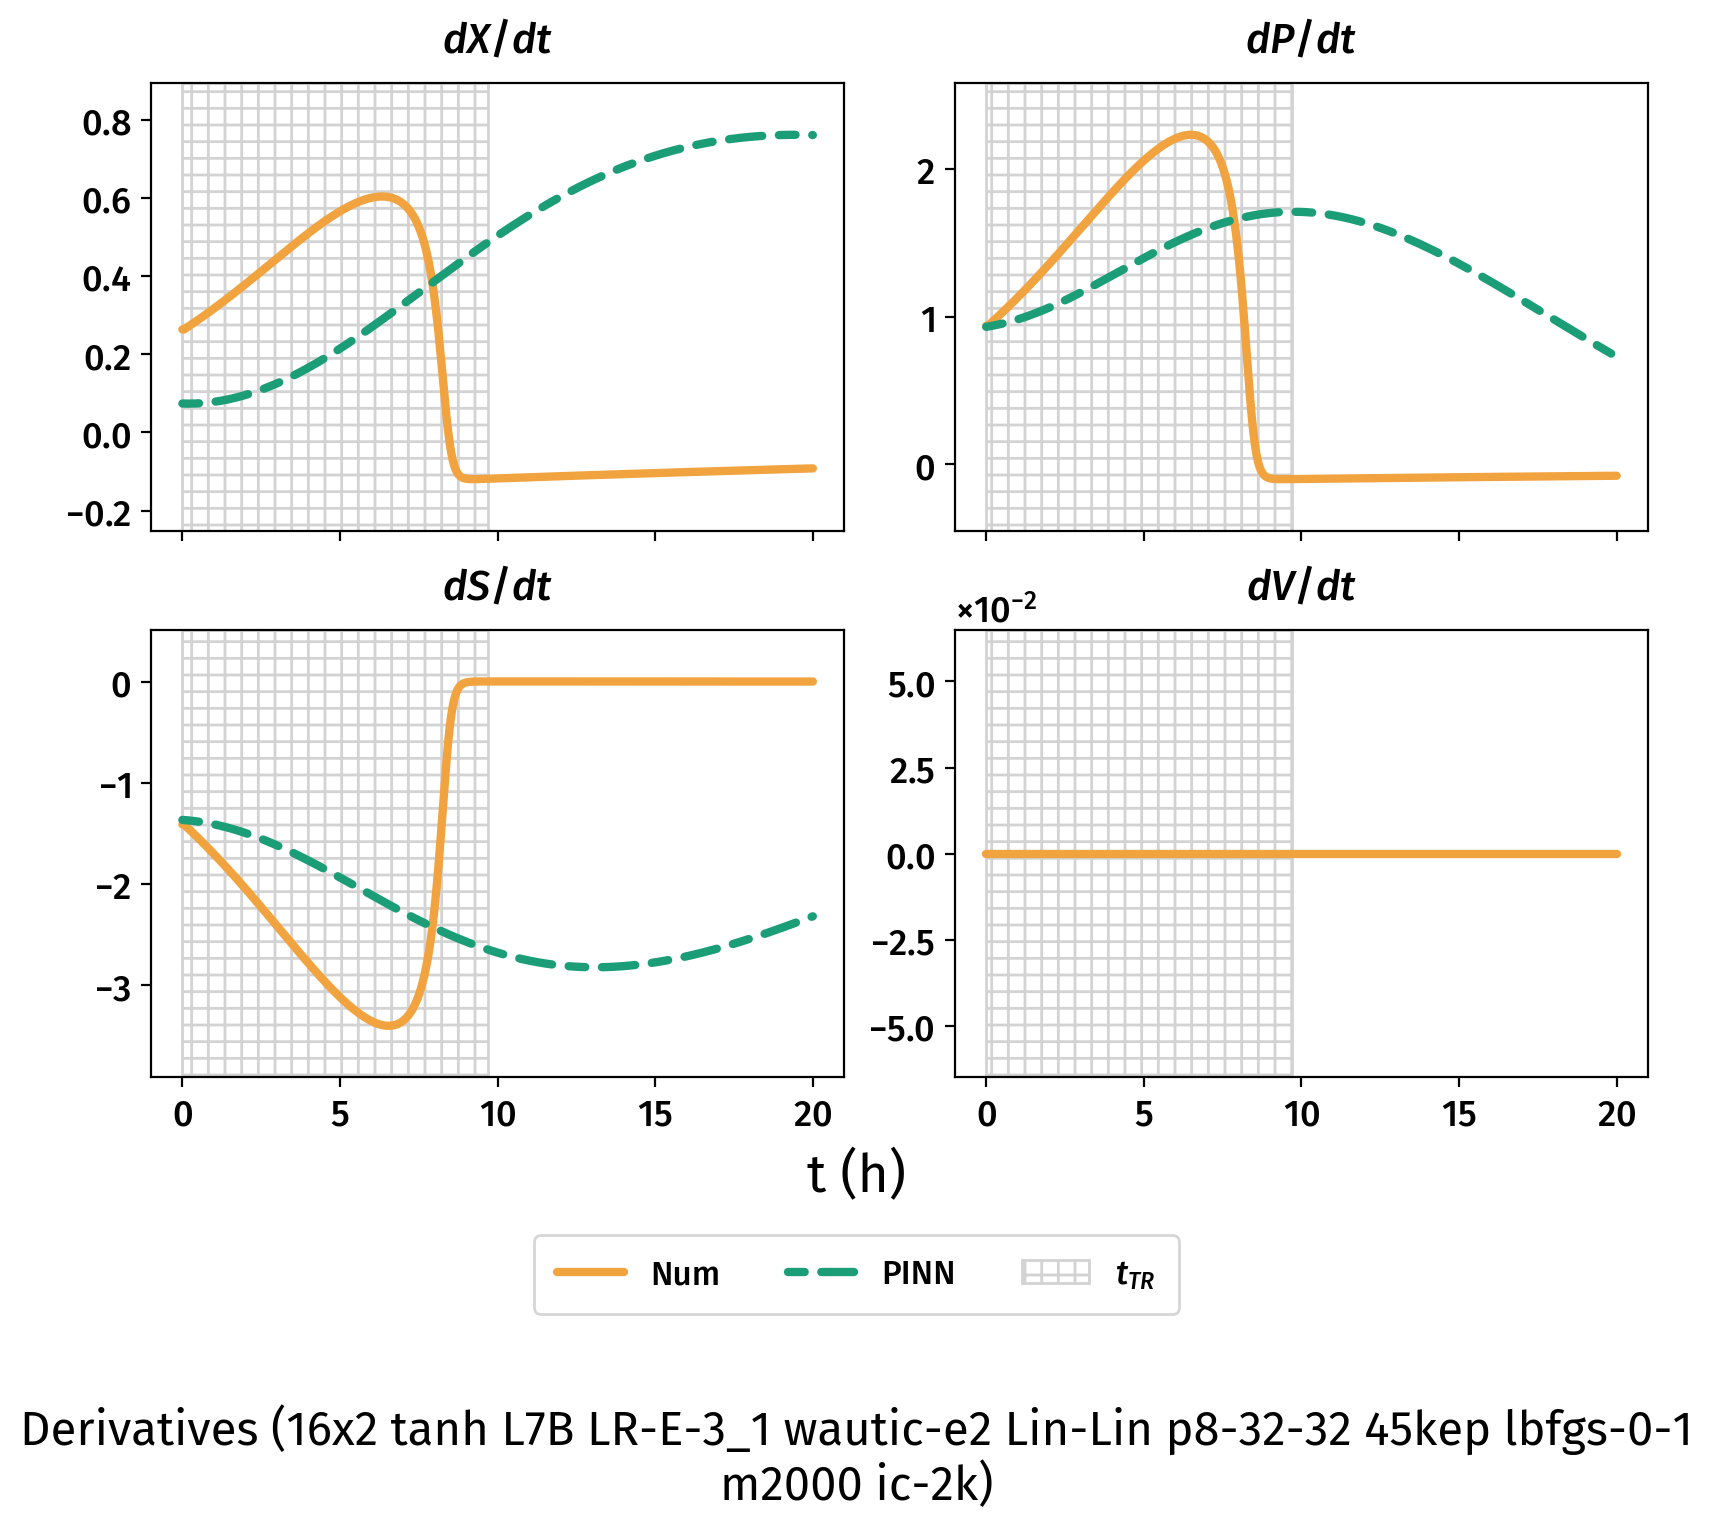 dX/dt
dP/dt
0.8
0.6
0.4
0.2
0.0
−0.2
2
1
0
dS/dt
dV/dt
×10⁻²
0
−1
−2
−3
5.0
2.5
0.0
−2.5
−5.0
0 5 10 15 20
0 5 10 15 20
t (h)
Num PINN t_TR
Derivatives (16x2 tanh L7B LR-E-3_1 wautic-e2 Lin-Lin p8-32-32 45kep lbfgs-0-1
m2000 ic-2k)